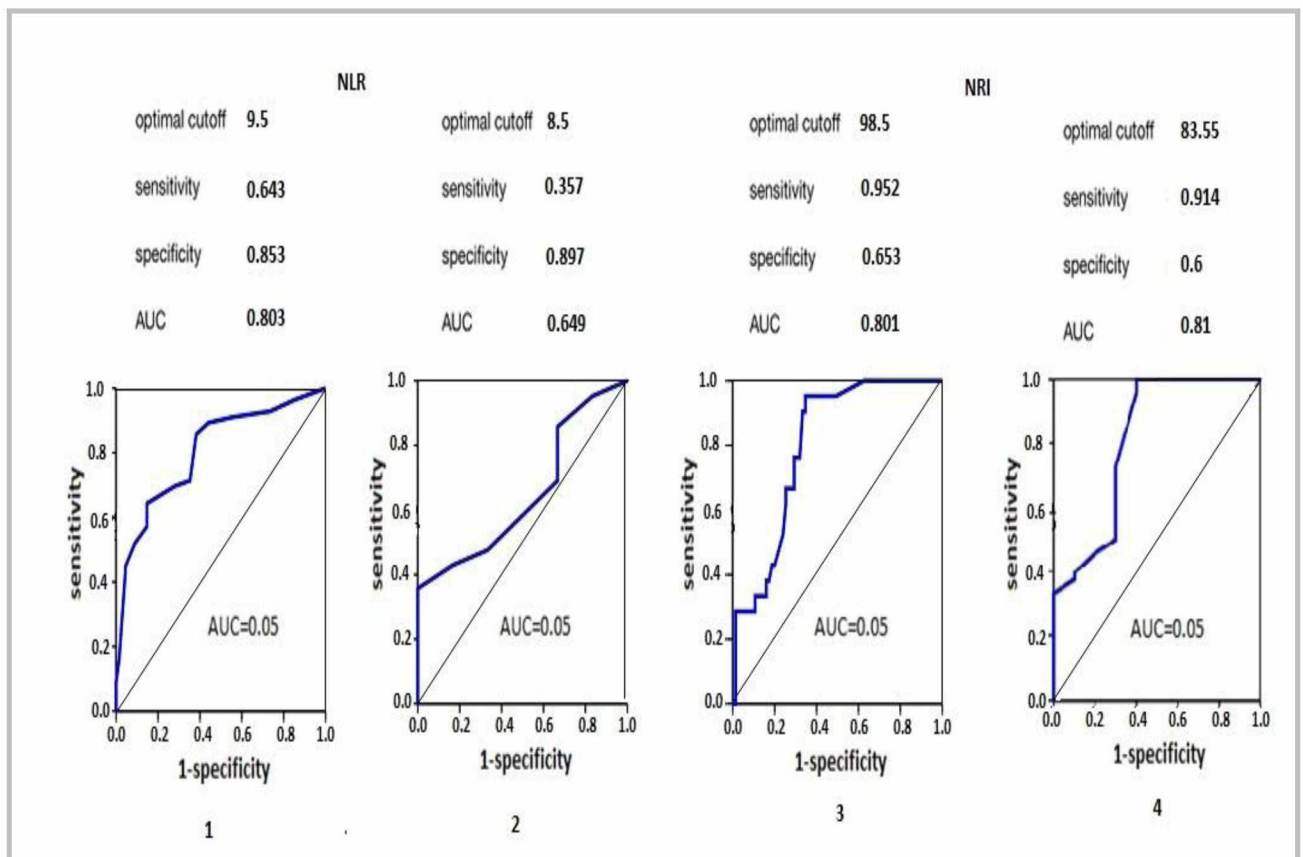 NLR
optimal cutoff 9.5
sensitivity 0.643
specificity 0.853
AUC 0.803
optimal cutoff 8.5
sensitivity 0.357
specificity 0.897
AUC 0.649
NRI
optimal cutoff 98.5
sensitivity 0.952
specificity 0.653
AUC 0.801
optimal cutoff 83.55
sensitivity 0.914
specificity 0.6
AUC 0.81
sensitivity
1.0
0.8
0.6
0.4
0.2
0.0
AUC=0.05
0.0 0.2 0.4 0.6 0.8 1.0
1-specificity
1
sensitivity
1.0
0.8
0.6
0.4
0.2
0.0
AUC=0.05
0.0 0.2 0.4 0.6 0.8 1.0
1-specificity
2
sensitivity
1.0
0.8
0.6
0.4
0.2
0.0
AUC=0.05
0.0 0.2 0.4 0.6 0.8 1.0
1-specificity
3
sensitivity
1.0
0.8
0.6
0.4
0.2
0.0
AUC=0.05
0.0 0.2 0.4 0.6 0.8 1.0
1-specificity
4